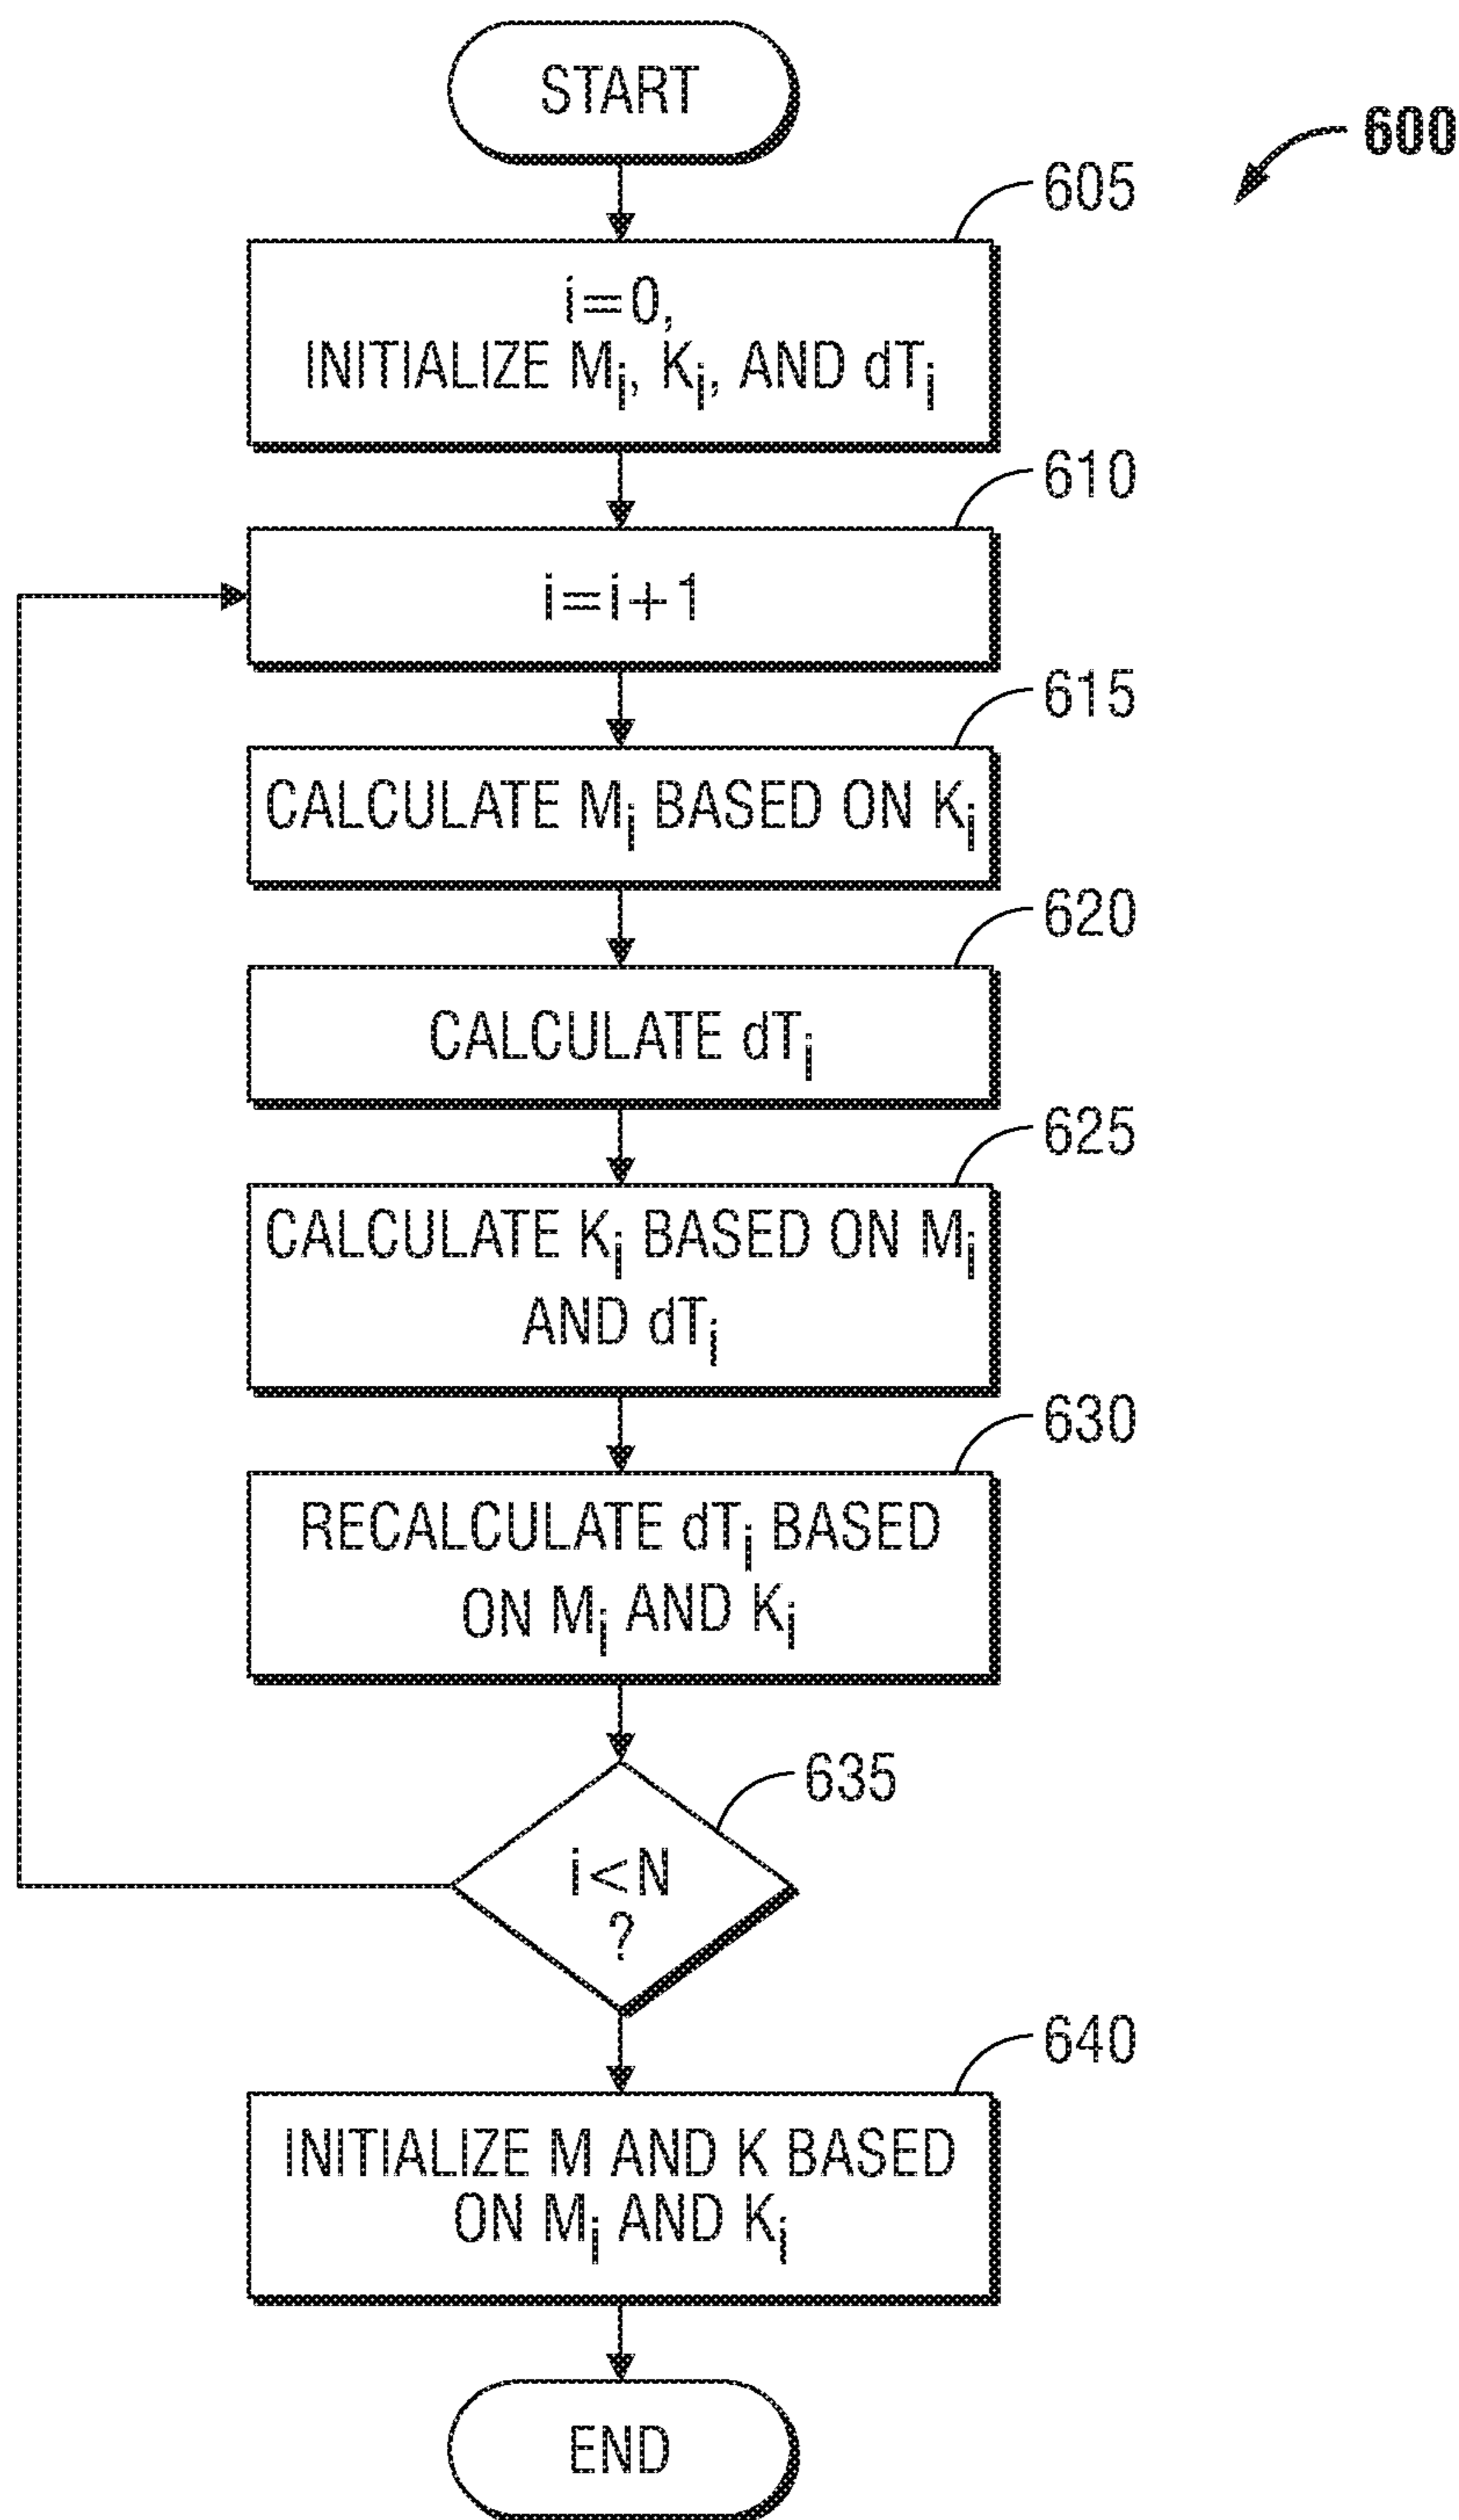 START
600
605
i=0,
INITIALIZE Mi, Ki, AND dTi
610
i=i+1
615
CALCULATE Mi BASED ON Ki
620
CALCULATE dTi
625
CALCULATE Ki BASED ON Mi
AND dTi
630
RECALCULATE dTi BASED
ON Mi AND Ki
635
i<N
?
640
INITIALIZE M AND K BASED
ON Mi AND Ki
END